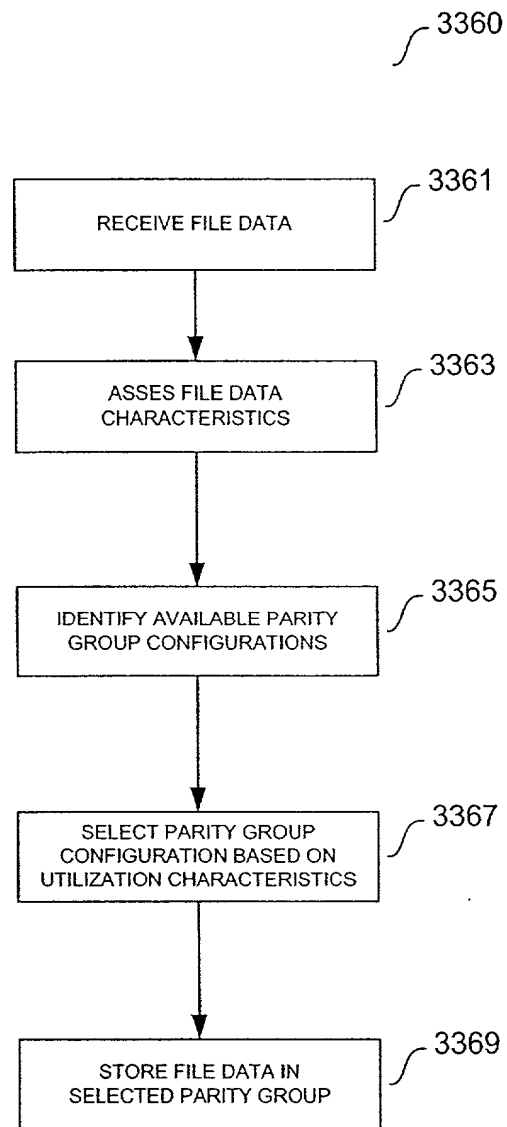 3360
3361
RECEIVE FILE DATA
3363
ASSES FILE DATA
CHARACTERISTICS
3365
IDENTIFY AVAILABLE PARITY
GROUP CONFIGURATIONS
3367
SELECT PARITY GROUP
CONFIGURATION BASED ON
UTILIZATION CHARACTERISTICS
3369
STORE FILE DATA IN
SELECTED PARITY GROUP